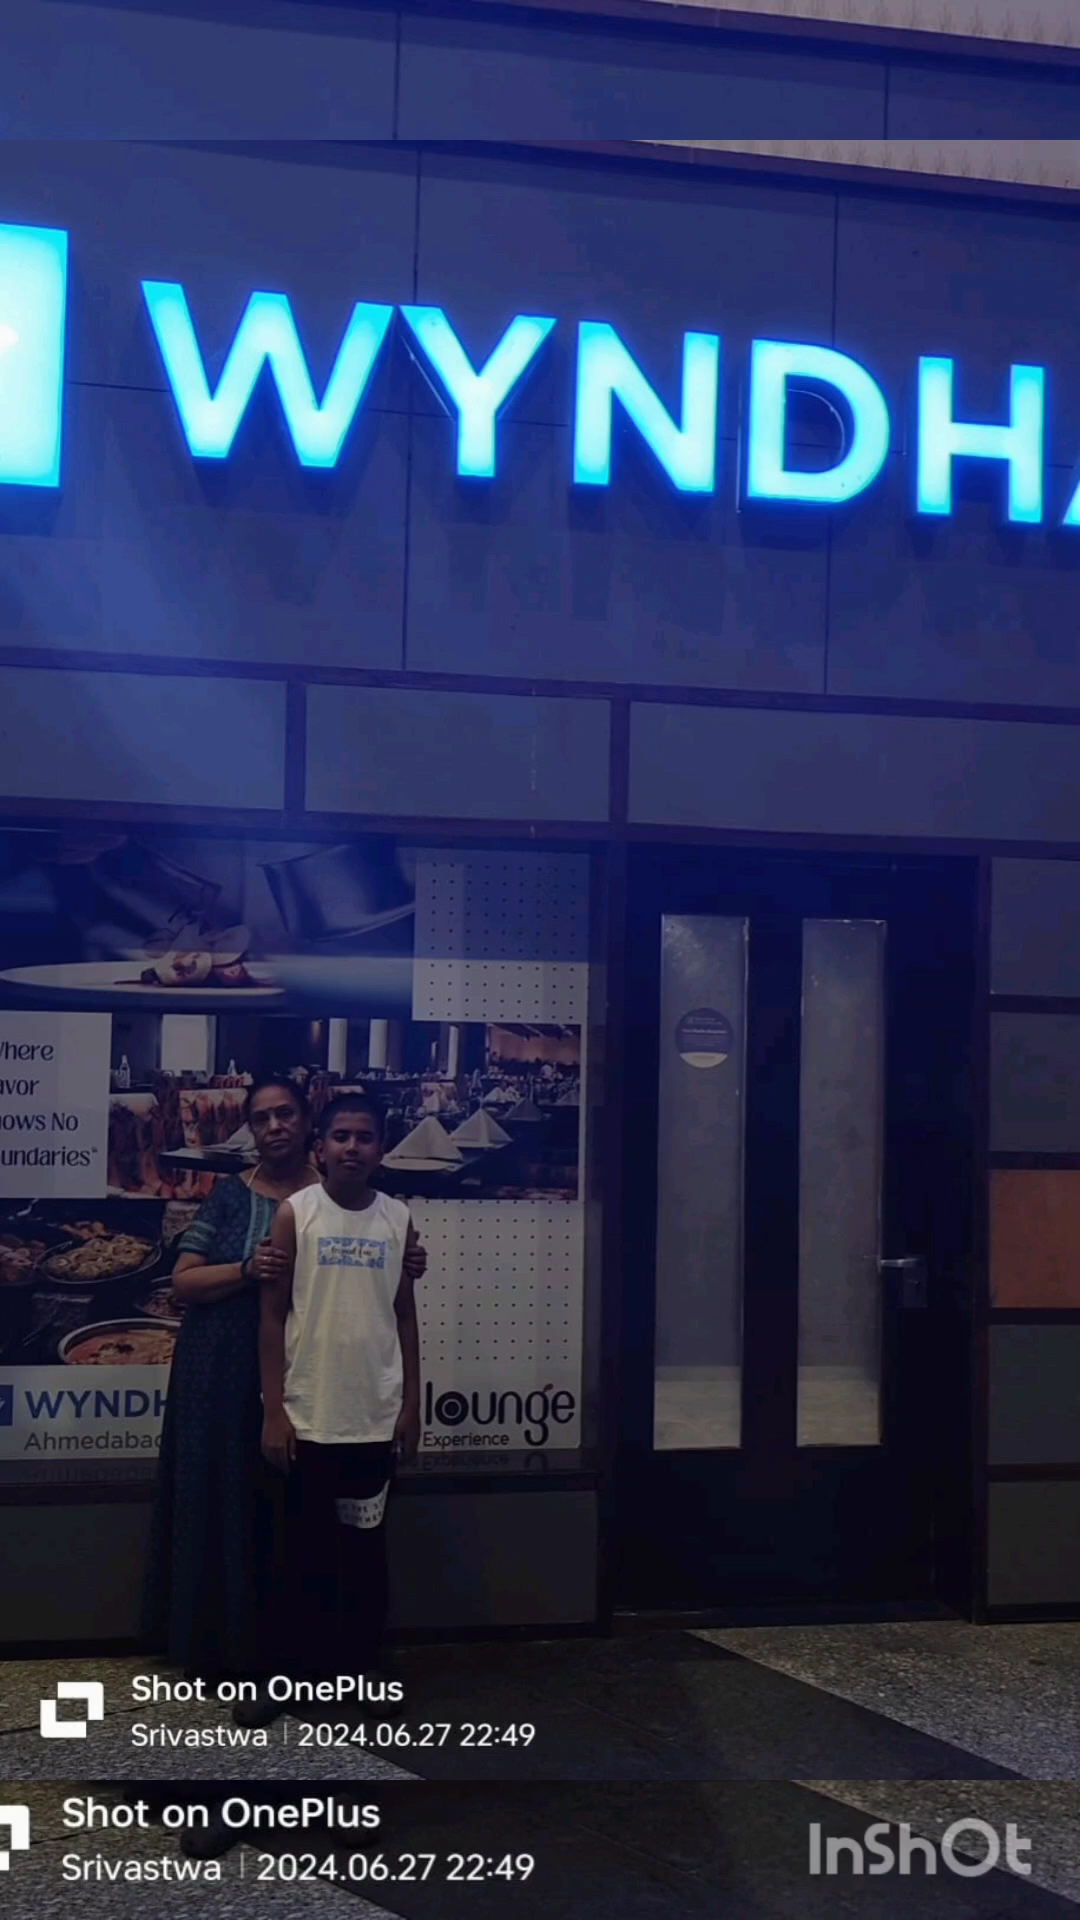 WYNDHA
here
avor
ows No
undaries"
WYNDH
Ahmedabad
lounge
Experience
Shot on OnePlus
Srivastwa | 2024.06.27 22:49
Shot on OnePlus
Srivastwa | 2024.06.27 22:49
InShOt